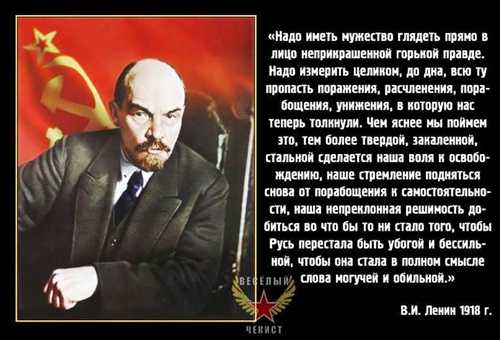 «Надо иметь мужество глядеть прямо в
лицо неприкрашенной горькой правде.
Надо измерить целиком, до дна, всю ту
пропасть поражения, расчленения, пора-
бощения, унижения, в которую нас
теперь толкнули. Чем яснее мы поймем
это, тем более твердой, закаленной,
стальной сделается наша воля к освобо-
ждению, наше стремление подняться
снова от порабощения к самостоятельно-
сти, наша непреклонная решимость до-
биться во что бы то ни стало того, чтобы
Русь перестала быть убогой и бессиль-
ной, чтобы она стала в полном смысле
слова могучей и обильной.»
В.И. Ленин 1918 г.
ВЕСЁЛЫЙ
ЧЕКИСТ